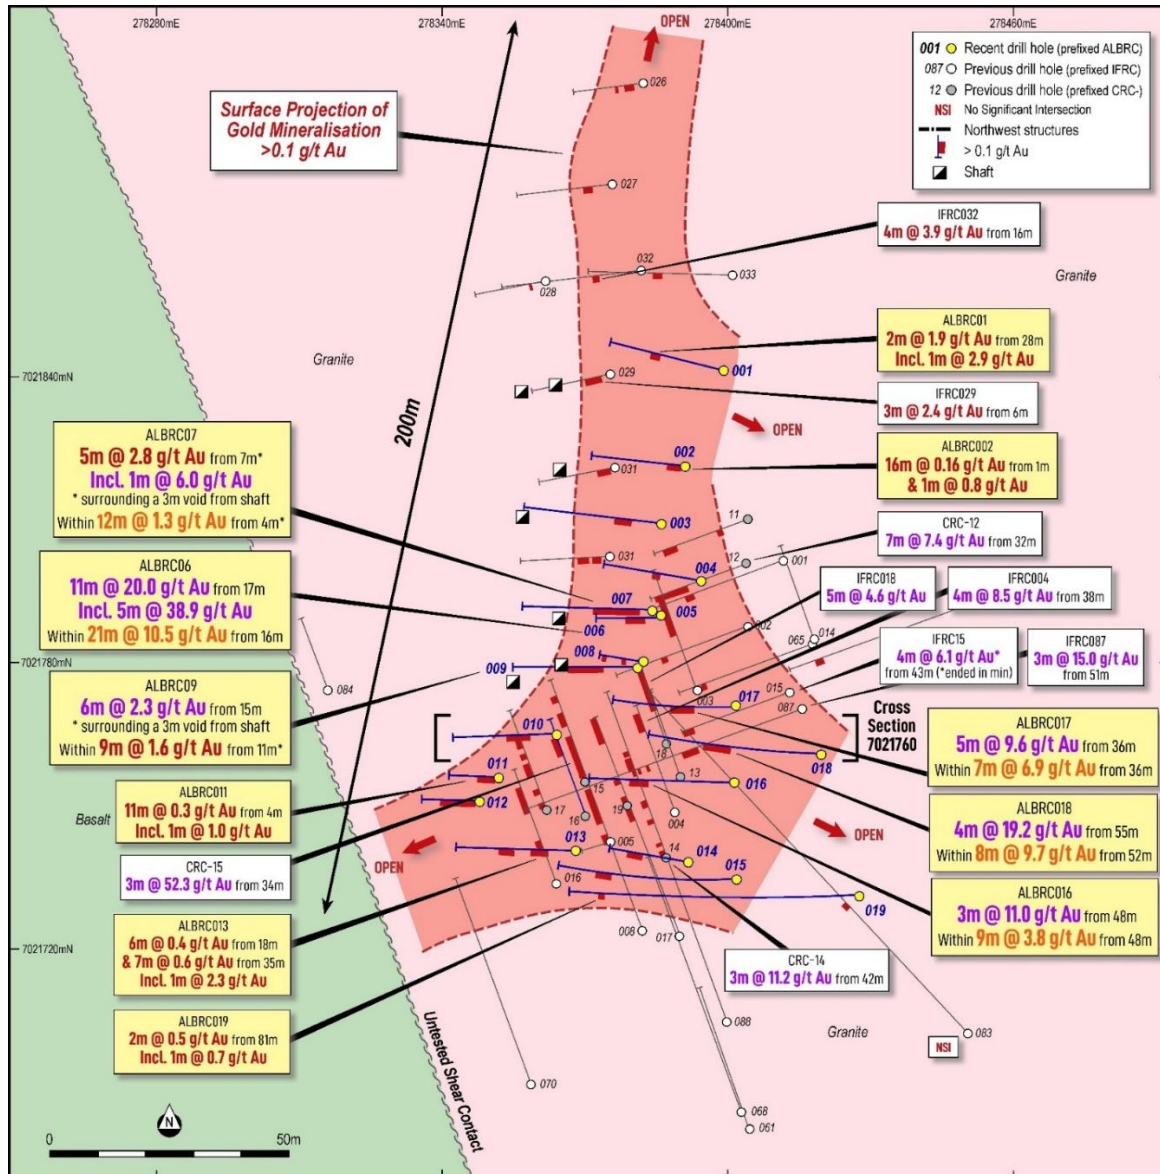 278280mE
278340mE
278400mE
278460mE
OPEN
001 Recent drill hole (prefixed ALBRC)
087 Previous drill hole (prefixed IFRC)
12 Previous drill hole (prefixed CRC-)
NSI No Significant Intersection
Northwest structures
> 0.1 g/t Au
Shaft
Surface Projection of
Gold Mineralisation
>0.1 g/t Au
026
027
IFRC032
4m @ 3.9 g/t Au from 16m
032
033
028
Granite
Granite
ALBRC01
2m @ 1.9 g/t Au from 28m
Incl. 1m @ 2.9 g/t Au
7021840mN
029
001
200m
IFRC029
3m @ 2.4 g/t Au from 6m
OPEN
ALBRC07
5m @ 2.8 g/t Au from 7m*
Incl. 1m @ 6.0 g/t Au
* surrounding a 3m void from shaft
Within 12m @ 1.3 g/t Au from 4m*
002
031
ALBRC002
16m @ 0.16 g/t Au from 1m
& 1m @ 0.8 g/t Au
003
11
CRC-12
7m @ 7.4 g/t Au from 32m
031
12
001
004
ALBRC06
11m @ 20.0 g/t Au from 17m
Incl. 5m @ 38.9 g/t Au
Within 21m @ 10.5 g/t Au from 16m
IFRC018
5m @ 4.6 g/t Au
IFRC004
4m @ 8.5 g/t Au from 38m
007
005
006
002
014
065
IFRC15
4m @ 6.1 g/t Au*
from 43m (*ended in min)
IFRC087
3m @ 15.0 g/t Au
from 51m
7021780mN
008
009
084
003
015
087
017
ALBRC09
6m @ 2.3 g/t Au from 15m
* surrounding a 3m void from shaft
Within 9m @ 1.6 g/t Au from 11m*
Cross
Section
7021760
010
18
018
ALBRC017
5m @ 9.6 g/t Au from 36m
Within 7m @ 6.9 g/t Au from 36m
011
13
016
15
012
17
16
19
004
ALBRC011
11m @ 0.3 g/t Au from 4m
Incl. 1m @ 1.0 g/t Au
Basalt
ALBRC018
4m @ 19.2 g/t Au from 55m
Within 8m @ 9.7 g/t Au from 52m
OPEN
OPEN
013
005
14
014
015
016
CRC-15
3m @ 52.3 g/t Au from 34m
019
ALBRC016
3m @ 11.0 g/t Au from 48m
Within 9m @ 3.8 g/t Au from 48m
ALBRC013
6m @ 0.4 g/t Au from 18m
& 7m @ 0.6 g/t Au from 35m
Incl. 1m @ 2.3 g/t Au
008
017
7021720mN
CRC-14
3m @ 11.2 g/t Au from 42m
ALBRC019
2m @ 0.5 g/t Au from 81m
Incl. 1m @ 0.7 g/t Au
088
Granite
083
NSI
Untested Shear Contact
070
068
061
N
0
50m